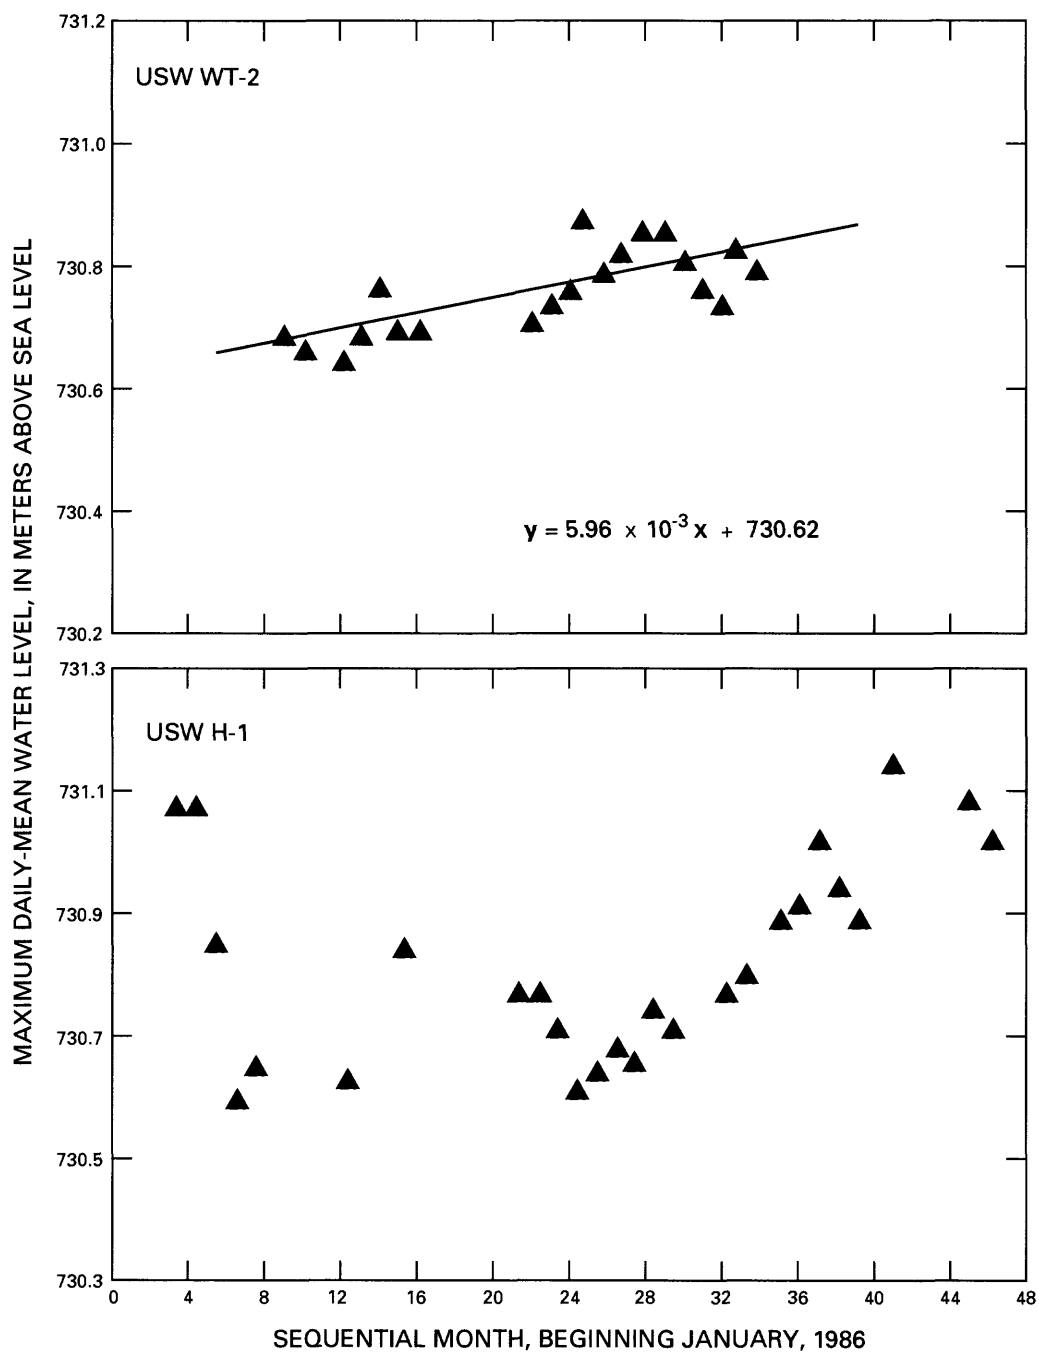 MAXIMUM DAILY-MEAN WATER LEVEL, IN METERS ABOVE SEA LEVEL
731.2
USW WT-2
731.0
730.8
730.6
730.4
y = 5.96 × 10⁻³ x + 730.62
730.2
731.3
USW H-1
731.1
730.9
730.7
730.5
730.3
0 4 8 12 16 20 24 28 32 36 40 44 48
SEQUENTIAL MONTH, BEGINNING JANUARY, 1986